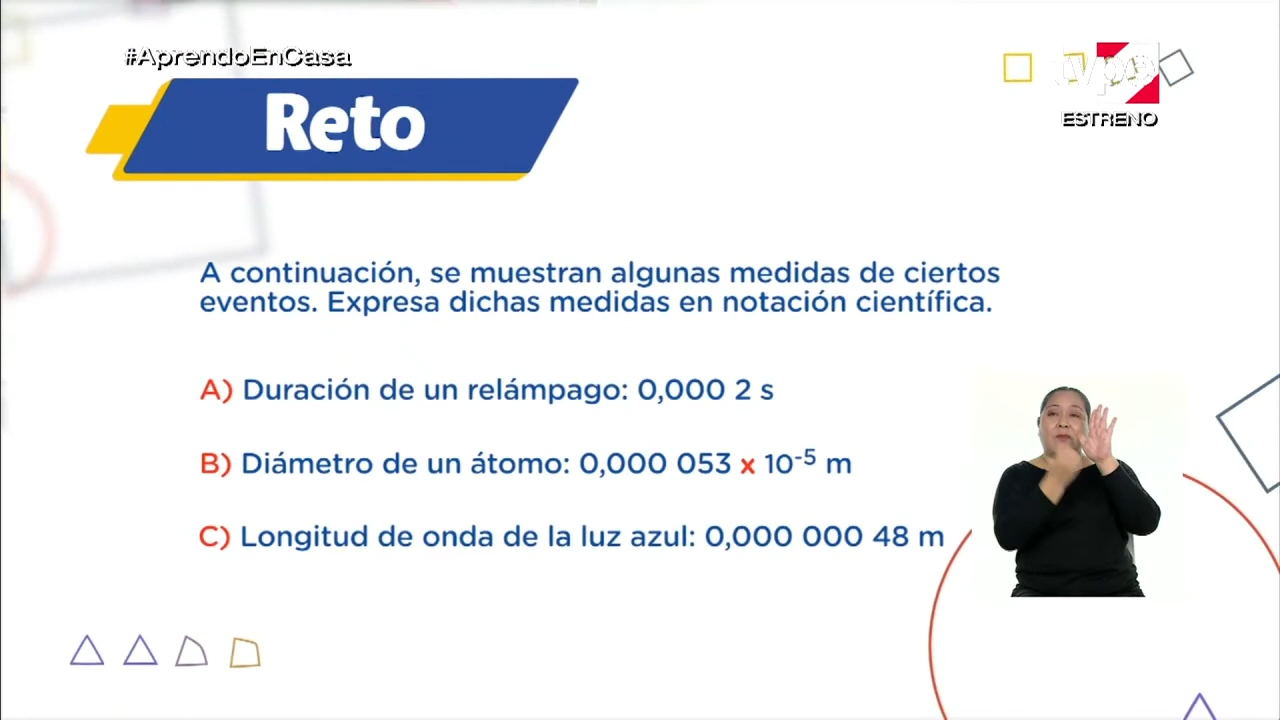 #AprendoEnCasa
tvpe
ESTRENO
Reto
A continuación, se muestran algunas medidas de ciertos
eventos. Expresa dichas medidas en notación científica.
A) Duración de un relámpago: 0,000 2 s
B) Diámetro de un átomo: 0,000 053 x 10⁻⁵ m
C) Longitud de onda de la luz azul: 0,000 000 48 m